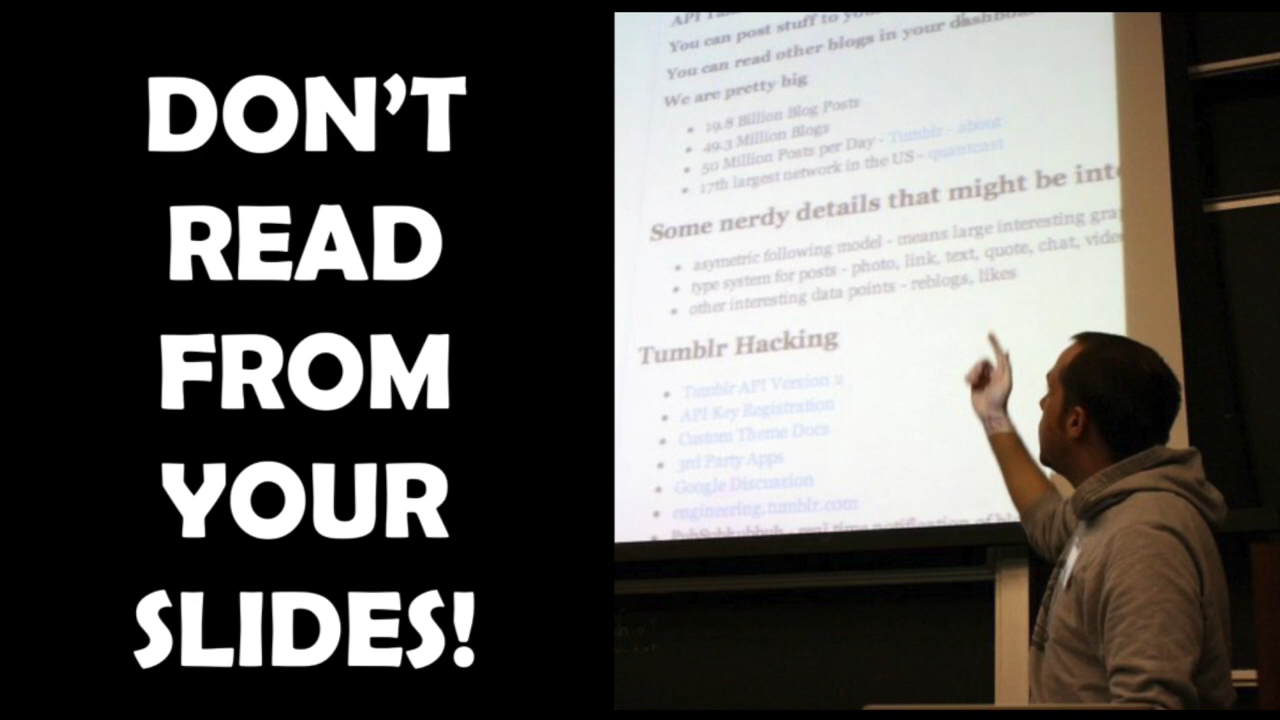 DON'T
READ
FROM
YOUR
SLIDES!
API
You can post stuff to
You can read other blogs in your
We are pretty big
• 19.8 Billion Blog Posts
• 49.3 Million Blogs
• 50 Million Posts per Day - Tumblr - about
• 17th largest network in the US - quantcast
Some nerdy details that might be
• asymetric following model - means large interesting
• type system for posts - photo, link, text, quote, chat,
• other interesting data points - reblogs, likes
Tumblr Hacking
• Tumblr API Version 2
• API Key Registration
• Custom Theme Docs
• 3rd Party Apps
• Google Discussion
• engineering.tumblr.com